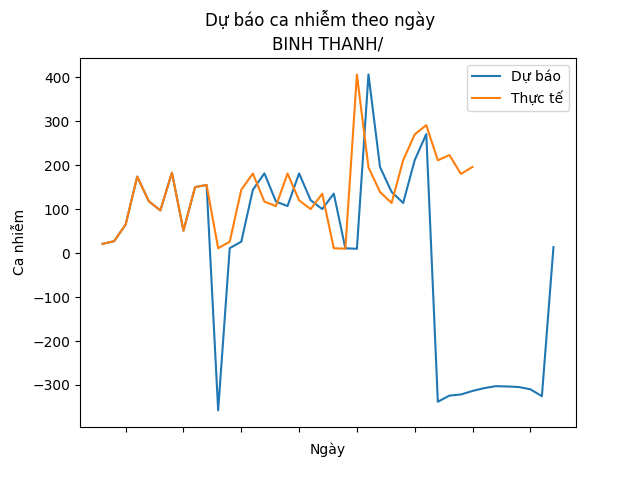 Dự báo ca nhiễm theo ngày
BINH THANH/
Dự báo
Thực tế
Ca nhiễm
400
300
200
100
0
−100
−200
−300
Ngày